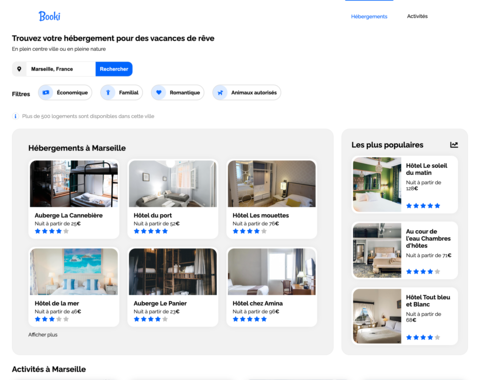 Booki
Hébergements
Activités
Trouvez votre hébergement pour des vacances de rêve
En plein centre ville ou en pleine nature
Marseille, France
Rechercher
Filtres
Économique
Familial
Romantique
Animaux autorisés
Plus de 500 logements sont disponibles dans cette ville
Hébergements à Marseille
Auberge La Cannebière
Nuit à partir de 25€
Hôtel du port
Nuit à partir de 52€
Hôtel Les mouettes
Nuit à partir de 76€
Hôtel de la mer
Nuit à partir de 46€
Auberge Le Panier
Nuit à partir de 23€
Hôtel chez Amina
Nuit à partir de 96€
Afficher plus
Les plus populaires
Hôtel Le soleil
du matin
Nuit à partir de
128€
Au cour de
l'eau Chambres
d'hôtes
Nuit à partir de 71€
Hôtel Tout bleu
et Blanc
Nuit à partir de
68€
Activités à Marseille